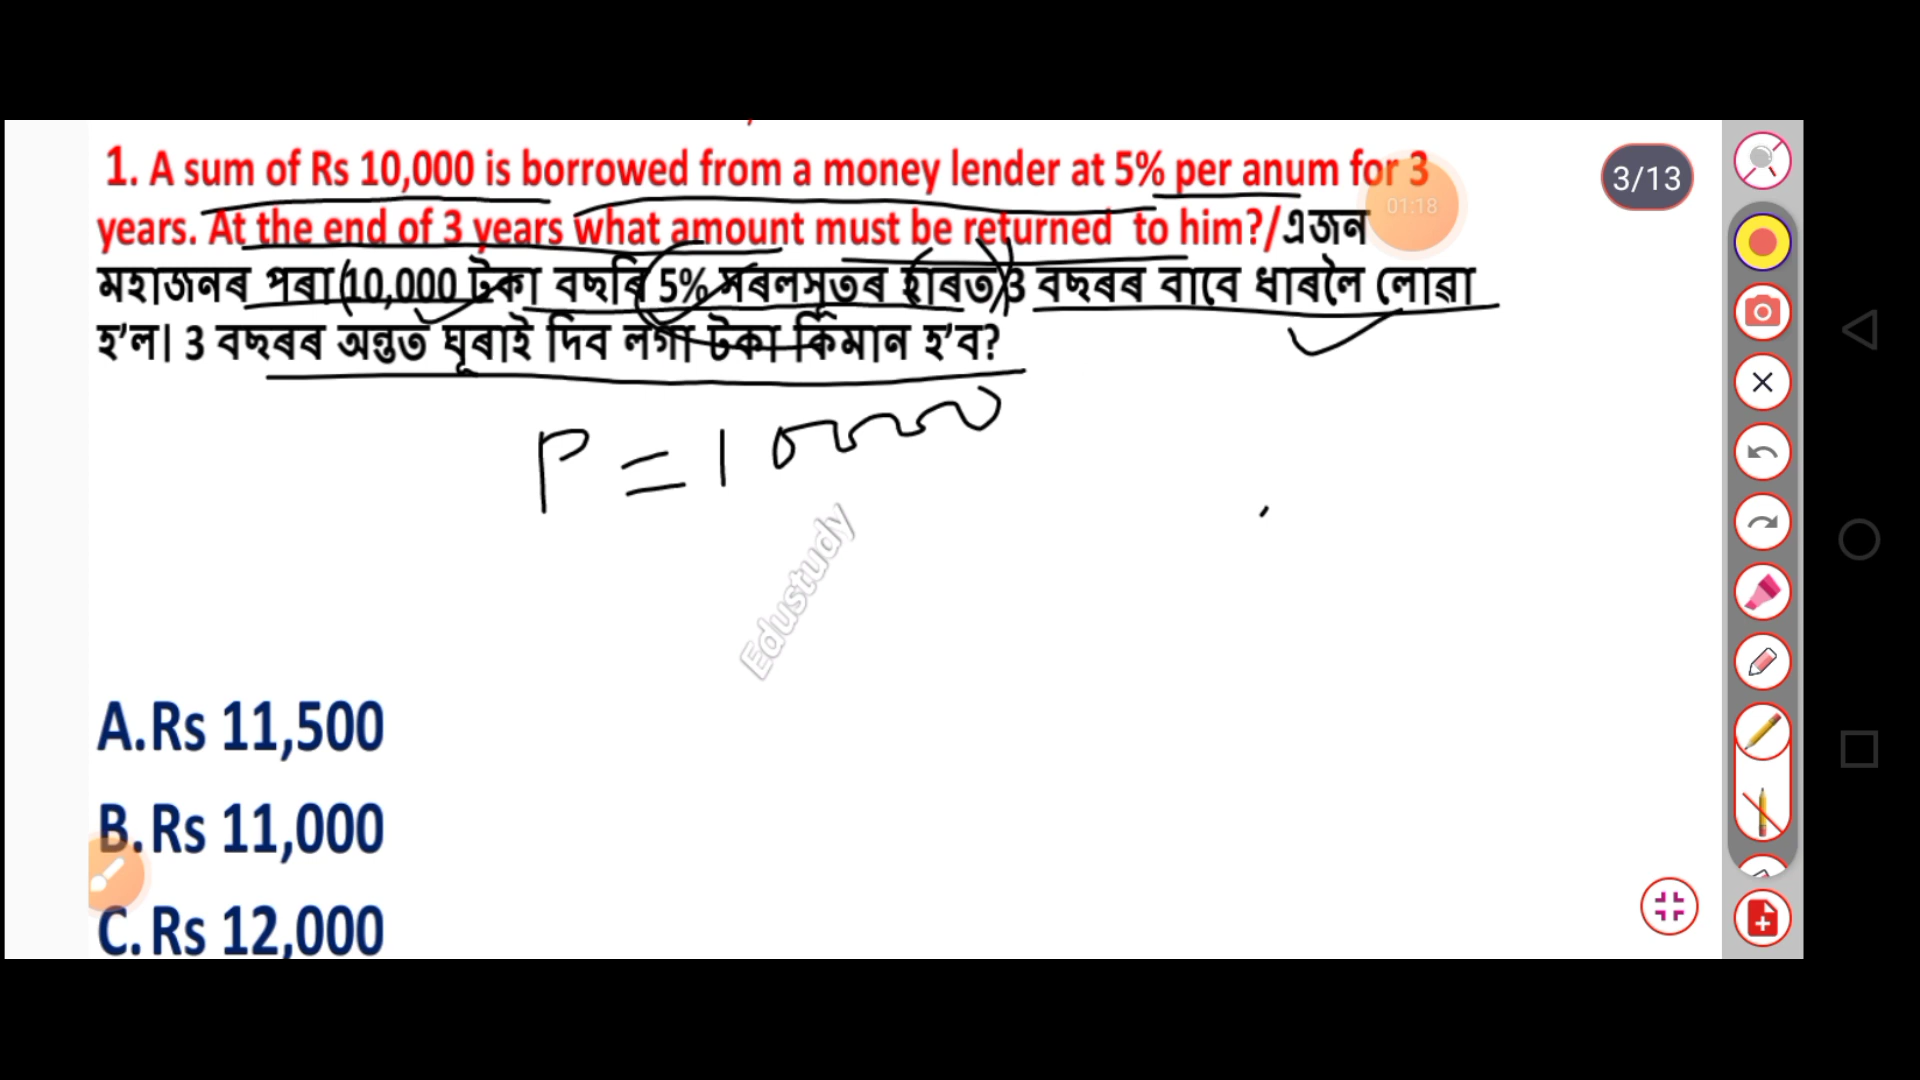 1. A sum of Rs 10,000 is borrowed from a money lender at 5% per anum for 3
years. At the end of 3 years what amount must be returned to him?/এজন
মহাজনৰ পৰা 10,000 টকা বছৰি 5% সৰলসূতৰ হাৰত 3 বছৰৰ বাবে ধাৰলৈ লোৱা
হ'ল। 3 বছৰৰ অন্তত ঘূৰাই দিব লগা টকা কিমান হ'ব?
P = 10000
Edustudy
A.Rs 11,500
B.Rs 11,000
C.Rs 12,000
3/13
01:18